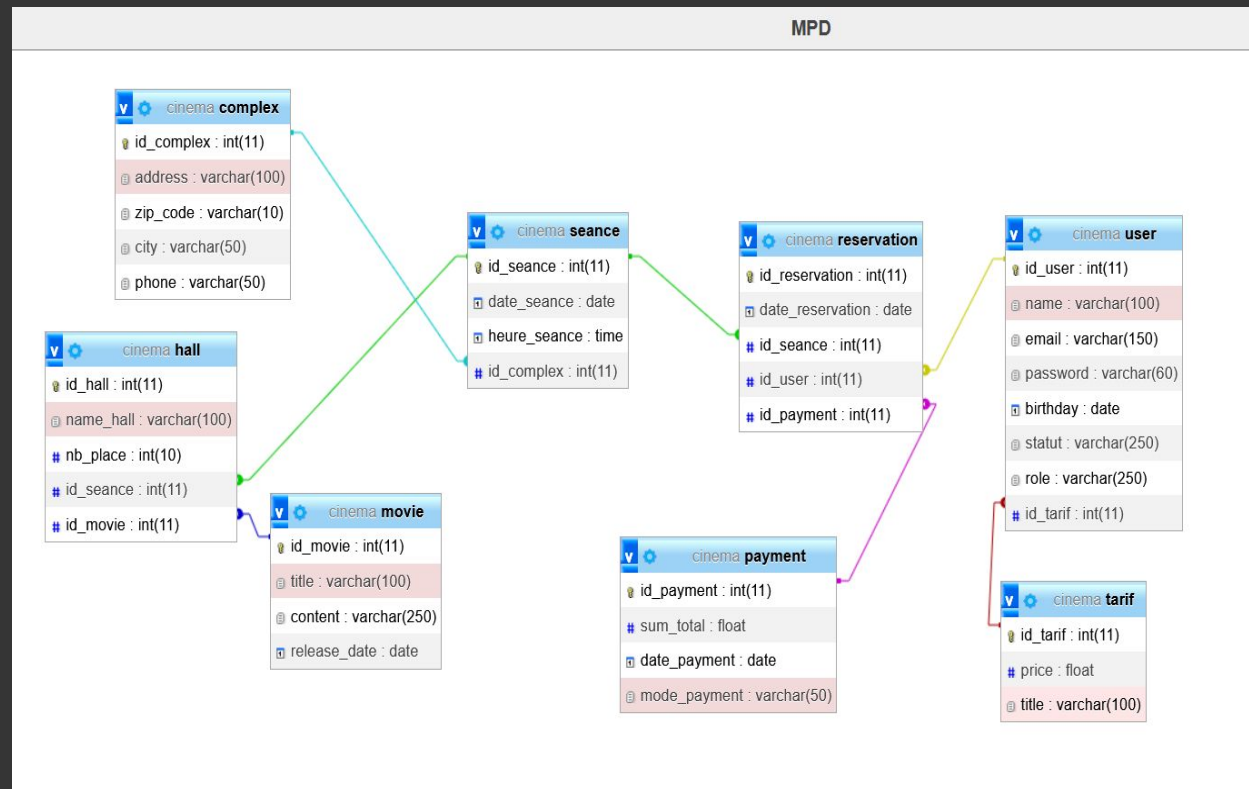 MPD
cinema complex
id_complex : int(11)
address : varchar(100)
zip_code : varchar(10)
city : varchar(50)
phone : varchar(50)
cinema hall
id_hall : int(11)
name_hall : varchar(100)
nb_place : int(10)
id_seance : int(11)
id_movie : int(11)
cinema movie
id_movie : int(11)
title : varchar(100)
content : varchar(250)
release_date : date
cinema seance
id_seance : int(11)
date_seance : date
heure_seance : time
id_complex : int(11)
cinema reservation
id_reservation : int(11)
date_reservation : date
id_seance : int(11)
id_user : int(11)
id_payment : int(11)
cinema payment
id_payment : int(11)
sum_total : float
date_payment : date
mode_payment : varchar(50)
cinema user
id_user : int(11)
name : varchar(100)
email : varchar(150)
password : varchar(60)
birthday : date
statut : varchar(250)
role : varchar(250)
id_tarif : int(11)
cinema tarif
id_tarif : int(11)
price : float
title : varchar(100)